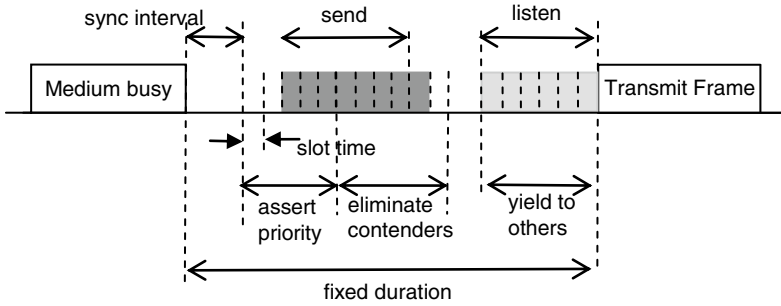 sync interval
send
listen
Medium busy
Transmit Frame
slot time
assert
priority
eliminate
contenders
yield to
others
fixed duration